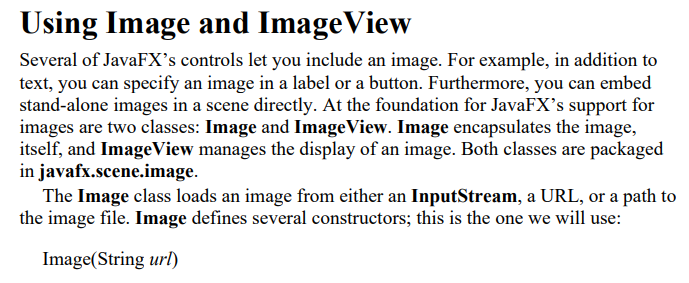 Using Image and ImageView
Several of JavaFX’s controls let you include an image. For example, in addition to
text, you can specify an image in a label or a button. Furthermore, you can embed
stand-alone images in a scene directly. At the foundation for JavaFX’s support for
images are two classes: Image and ImageView. Image encapsulates the image,
itself, and ImageView manages the display of an image. Both classes are packaged
in javafx.scene.image.
The Image class loads an image from either an InputStream, a URL, or a path to
the image file. Image defines several constructors; this is the one we will use:
Image(String url)